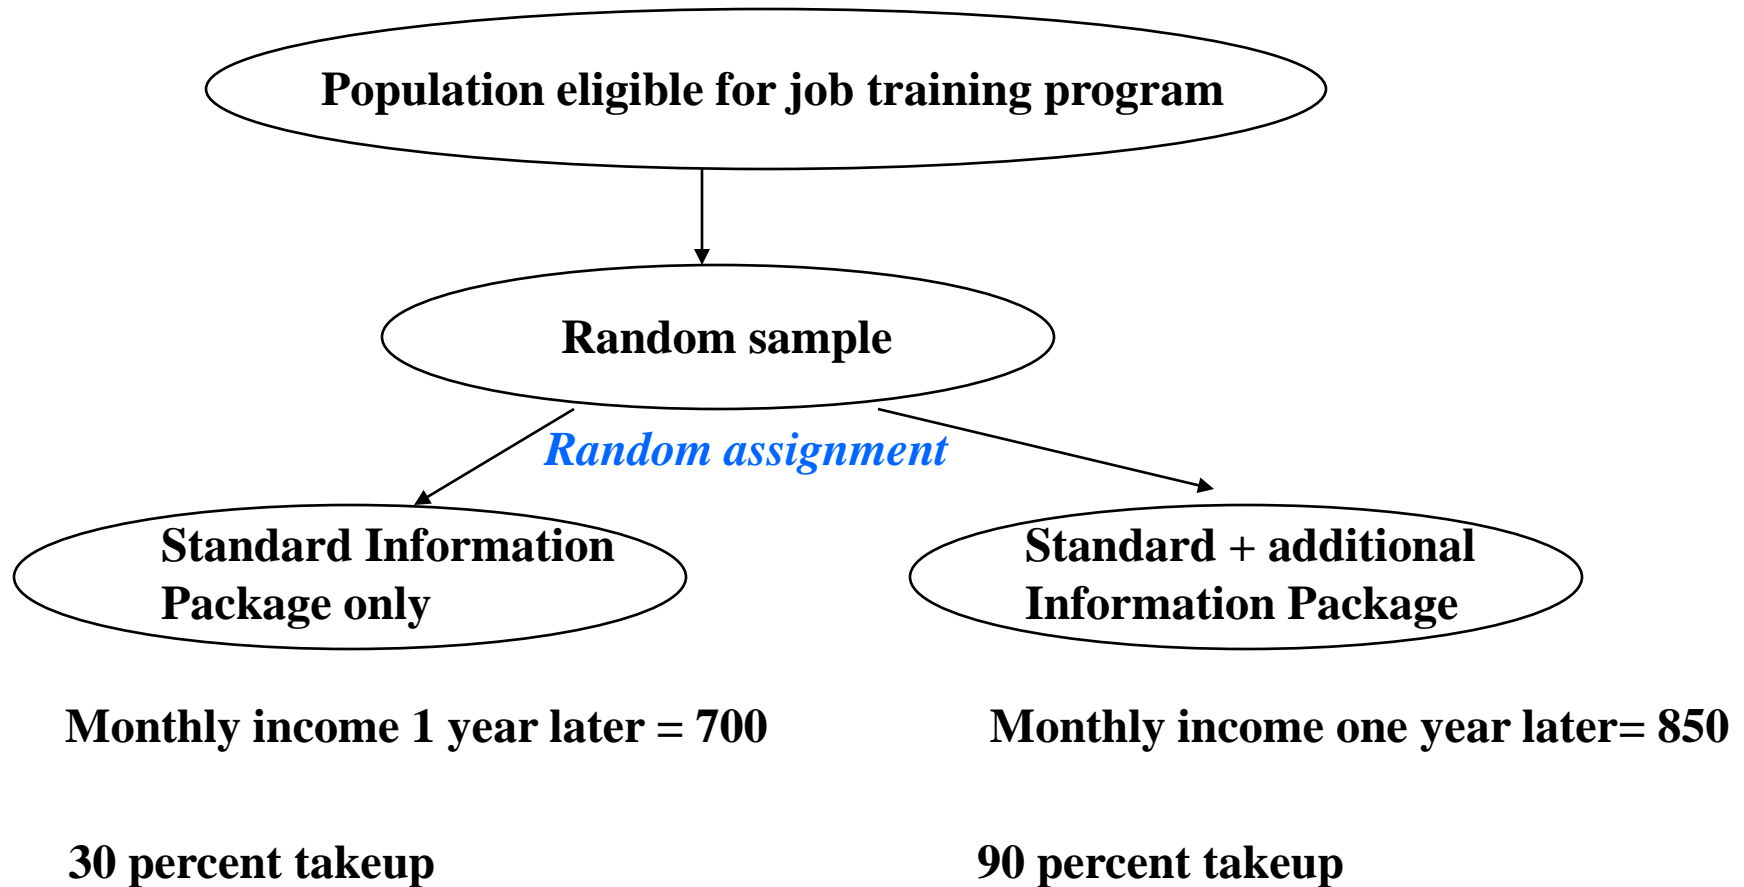 Population eligible for job training program
Random sample
Random assignment
Standard Information
Package only
Standard + additional
Information Package
Monthly income 1 year later = 700
Monthly income one year later= 850
30 percent takeup
90 percent takeup